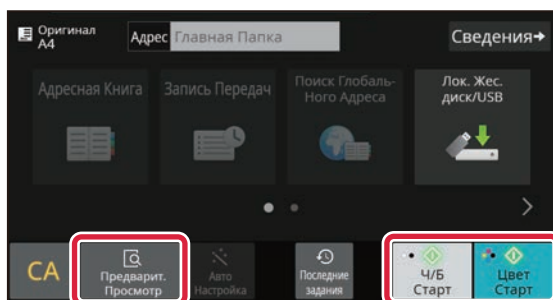 Оригинал
A4
Адрес Главная Папка
Сведения
Адресная Книга
Запись Передач
Поиск Глобаль-
Ного Адреса
Лок. Жес.
диск/USB
CA
Предварит.
Просмотр
Авто
Настройка
Последние
задания
Ч/Б
Старт
Цвет
Старт